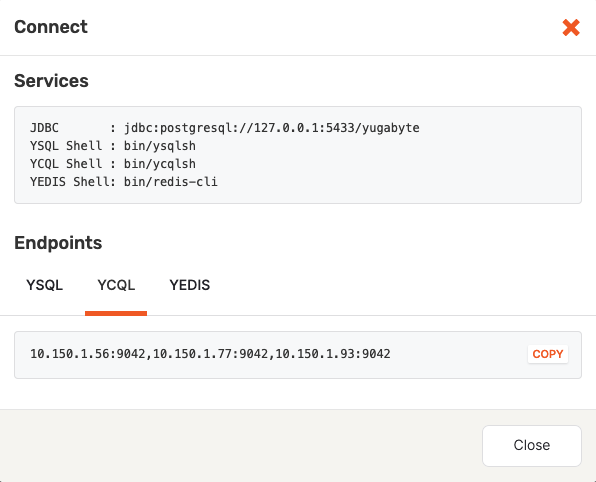 Connect
Services
JDBC       : jdbc:postgresql://127.0.0.1:5433/yugabyte
YSQL Shell : bin/ysqlsh
YCQL Shell : bin/ycqlsh
YEDIS Shell: bin/redis-cli
Endpoints
YSQL YCQL YEDIS
10.150.1.56:9042,10.150.1.77:9042,10.150.1.93:9042 COPY
Close